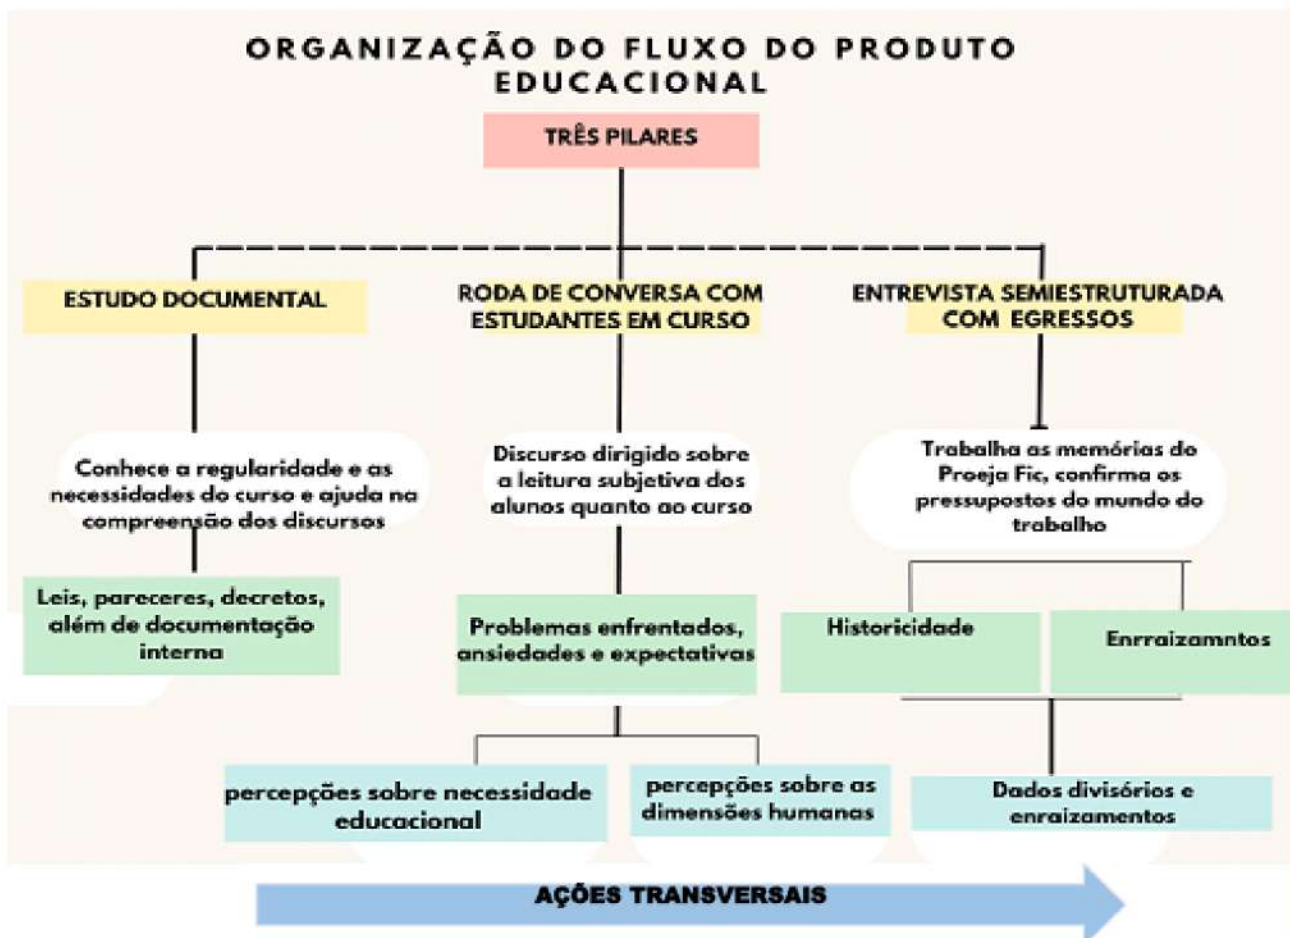 ORGANIZAÇÃO DO FLUXO DO PRODUTO
EDUCACIONAL
TRÊS PILARES
ESTUDO DOCUMENTAL
RODA DE CONVERSA COM
ESTUDANTES EM CURSO
ENTREVISTA SEMIESTRUTURADA
COM EGRESSOS
Conhece a regularidade e as
necessidades do curso e ajuda na
compreensão dos discursos
Discurso dirigido sobre
a leitura subjetiva dos
alunos quanto ao curso
Trabalha as memórias do
Proeja Fic, confirma os
pressupostos do mundo do
trabalho
Leis, pareceres, decretos,
além de documentação
interna
Problemas enfrentados,
ansiedades e expectativas
Historicidade
Enrraizamntos
percepções sobre necessidade
educacional
percepções sobre as
dimensões humanas
Dados divisórios e
enraizamentos
AÇÕES TRANSVERSAIS